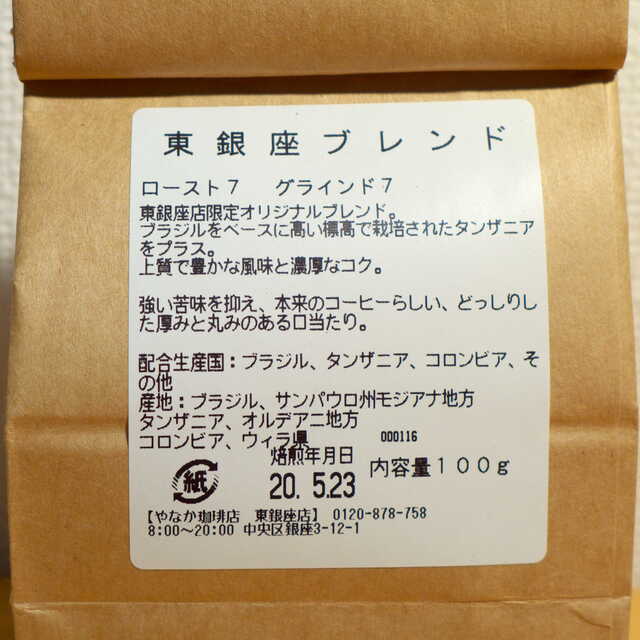 東銀座ブレンド
ロースト7　グラインド7
東銀座店限定オリジナルブレンド。
ブラジルをベースに高い標高で栽培されたタンザニア
をプラス。
上質で豊かな風味と濃厚なコク。
強い苦味を抑え、本来のコーヒーらしい、どっしりし
た厚みと丸みのある口当たり。
配合生産国：ブラジル、タンザニア、コロンビア、そ
の他
産地：ブラジル、サンパウロ州モジアナ地方
タンザニア、オルデアニ地方
コロンビア、ウィラ県　000116
焙煎年月日　内容量100g
紙　20. 5.23
【やなか珈琲店　東銀座店】 0120-878-758
8:00〜20:00 中央区銀座3-12-1